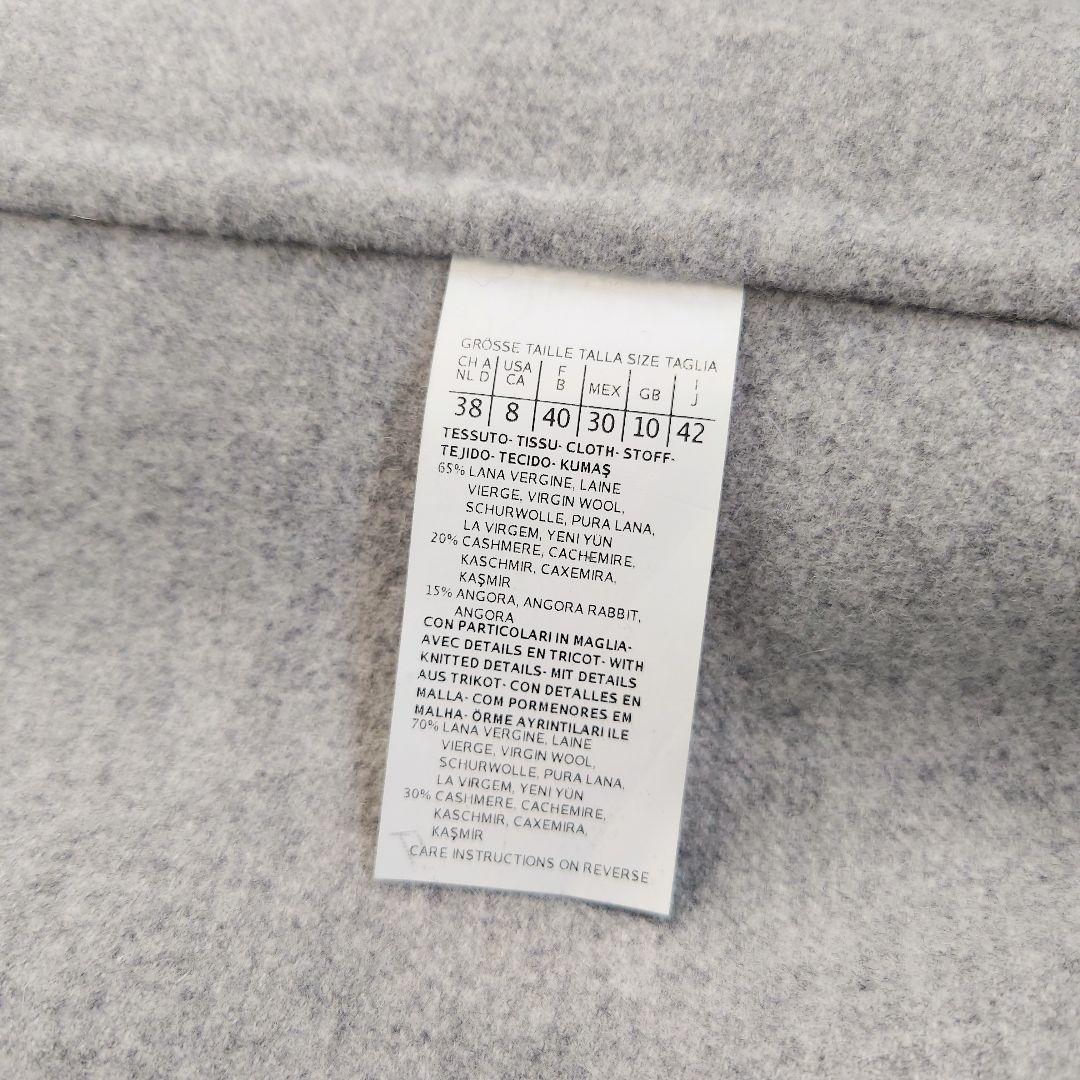 GRÖSSE TAILLE TALLA SIZE TAGLIA
CH A USA F MEX GB I
NL D CA B J
38 8 40 30 10 42
TESSUTO- TISSU- CLOTH- STOFF-
TEJIDO- TECIDO- KUMAŞ
65% LANA VERGINE, LAINE
VIERGE, VIRGIN WOOL,
SCHURWOLLE, PURA LANA,
LA VIRGEM, YENI YÜN
20% CASHMERE, CACHEMIRE,
KASCHMIR, CAXEMIRA,
KAŞMİR
15% ANGORA, ANGORA RABBIT,
ANGORA
CON PARTICOLARI IN MAGLIA-
AVEC DETAILS EN TRICOT- WITH
KNITTED DETAILS- MIT DETAILS
AUS TRIKOT- CON DETALLES EN
MALLA- COM PORMENORES EM
MALHA- ÖRME AYRINTILARI ILE
70% LANA VERGINE, LAINE
VIERGE, VIRGIN WOOL,
SCHURWOLLE, PURA LANA,
LA VIRGEM, YENI YÜN
30% CASHMERE, CACHEMIRE,
KASCHMIR, CAXEMIRA,
KAŞMİR
CARE INSTRUCTIONS ON REVERSE